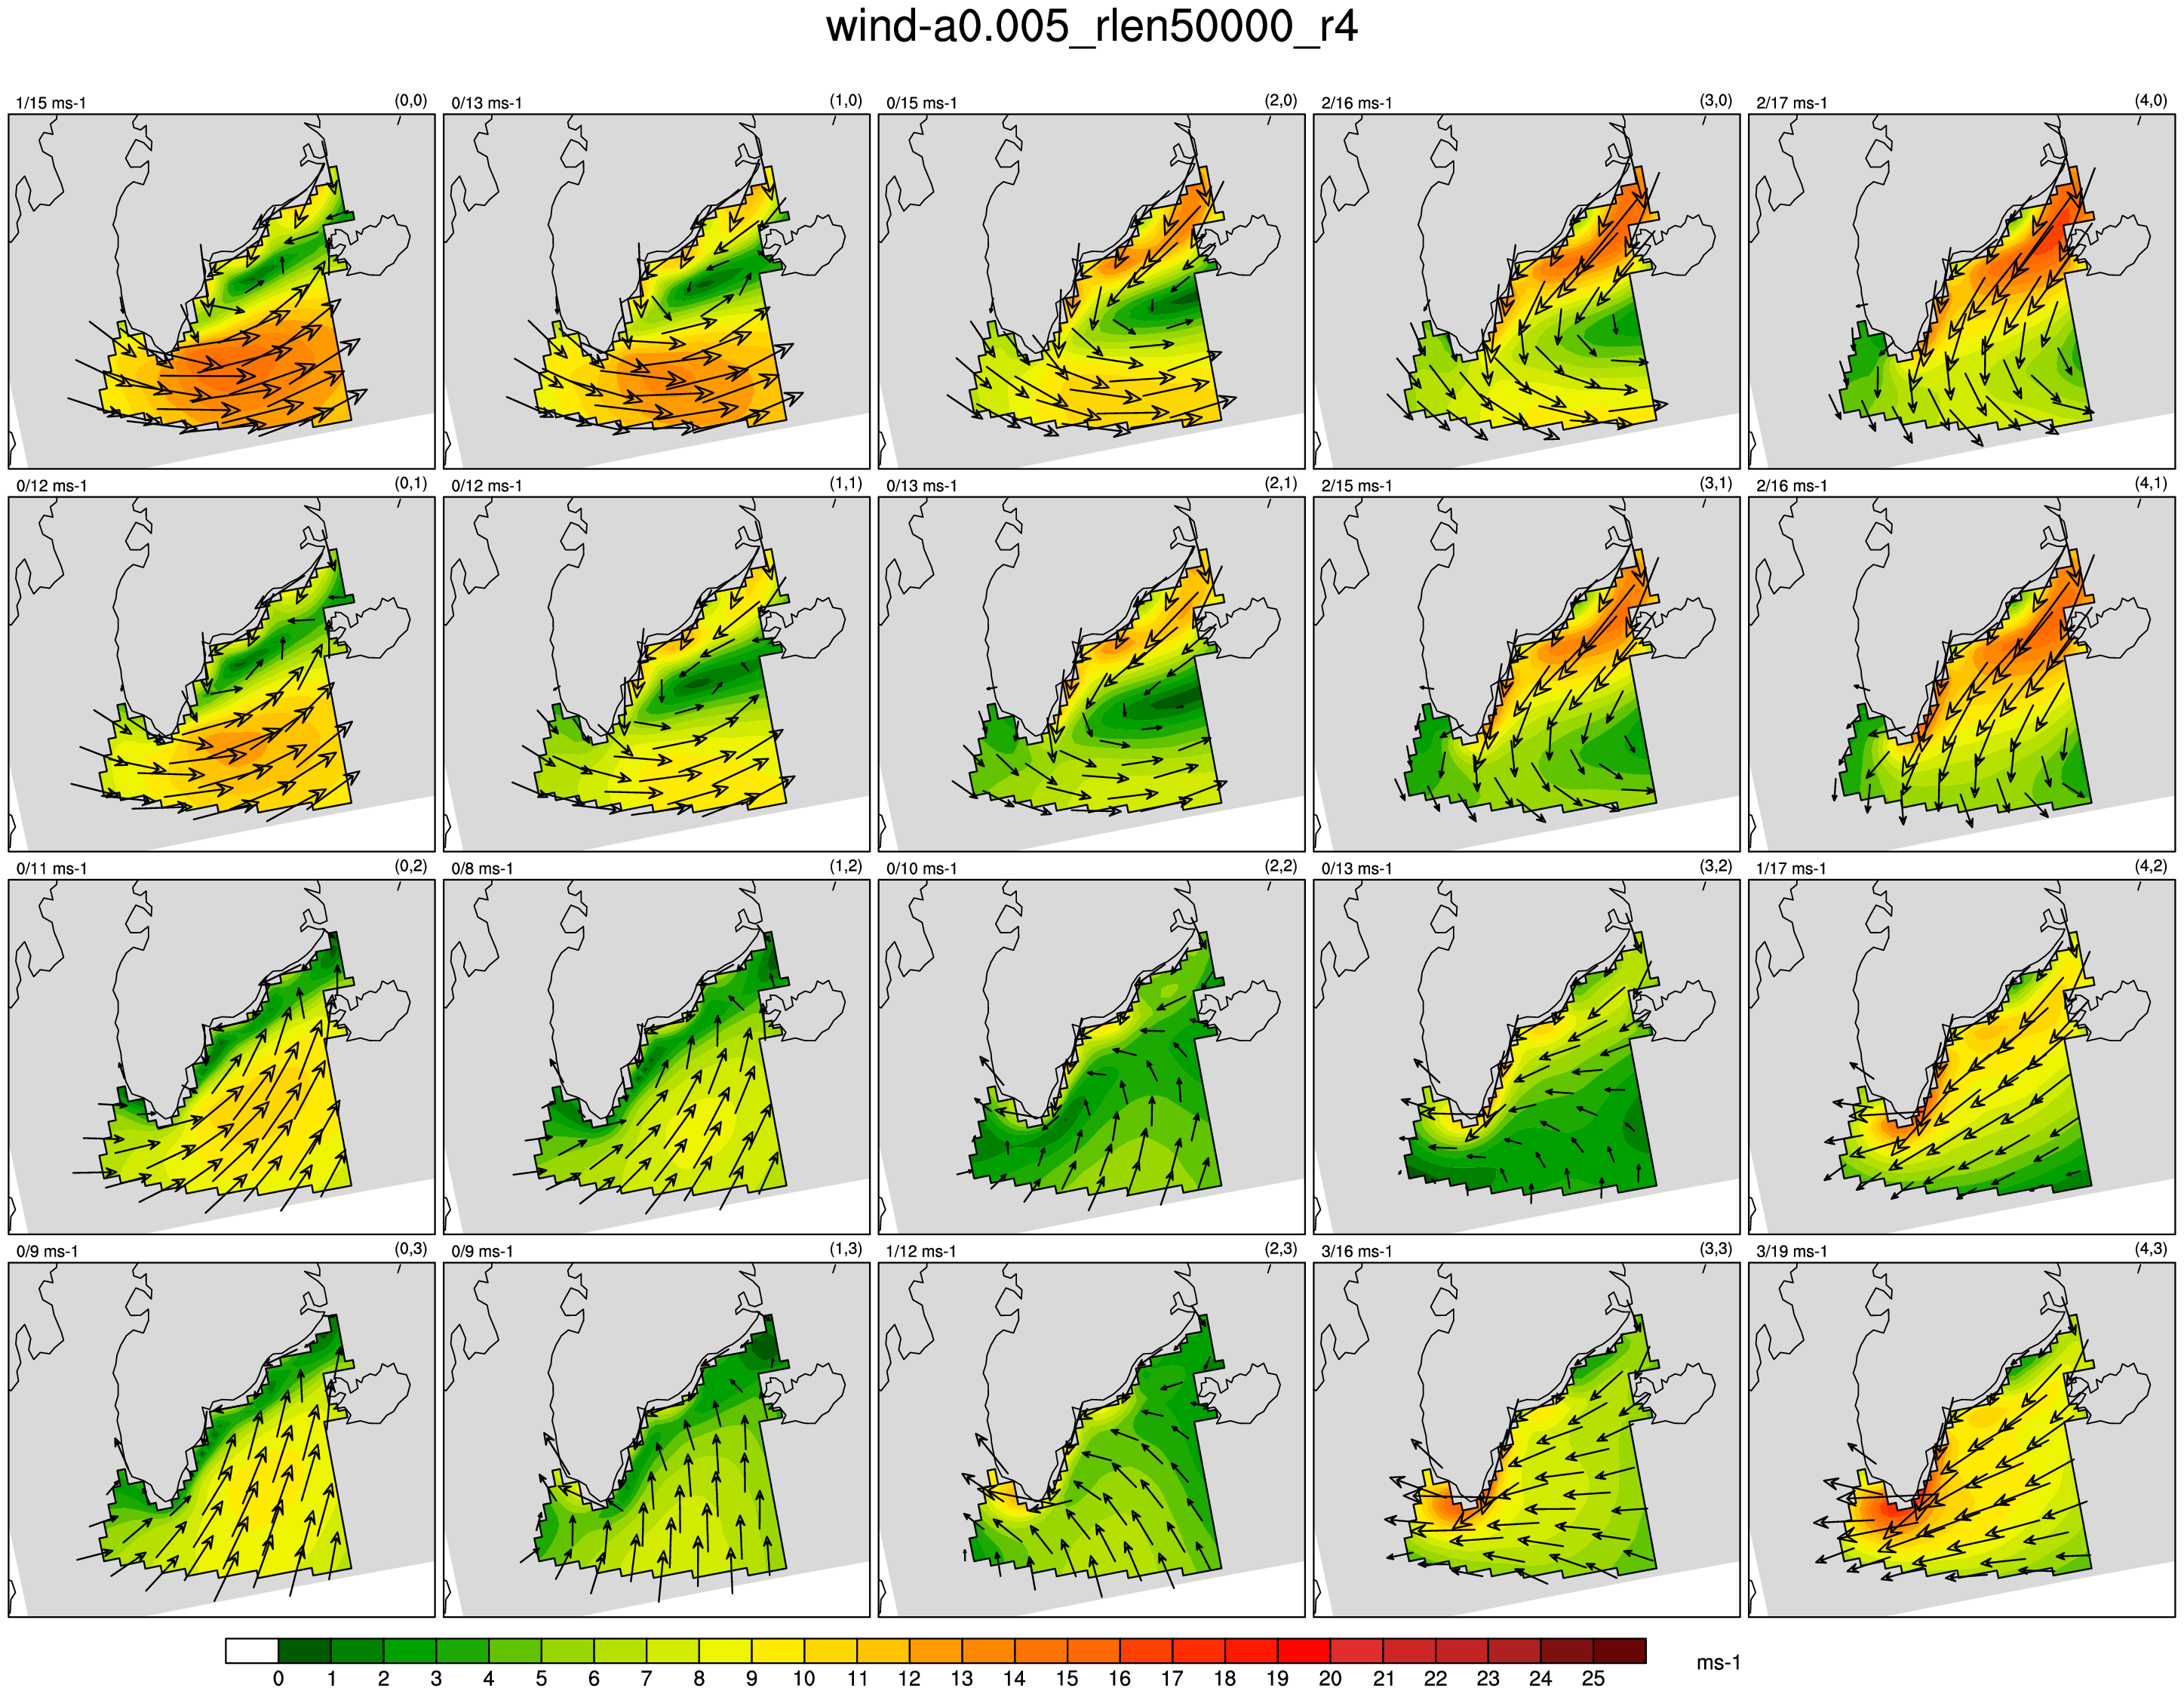 wind-a0.005_rlen50000_r4
1/15 ms-1 (0,0) 0/13 ms-1 (1,0) 0/15 ms-1 (2,0) 2/16 ms-1 (3,0) 2/17 ms-1 (4,0)
0/12 ms-1 (0,1) 0/12 ms-1 (1,1) 0/13 ms-1 (2,1) 2/15 ms-1 (3,1) 2/16 ms-1 (4,1)
0/11 ms-1 (0,2) 0/8 ms-1 (1,2) 0/10 ms-1 (2,2) 0/13 ms-1 (3,2) 1/17 ms-1 (4,2)
0/9 ms-1 (0,3) 0/9 ms-1 (1,3) 1/12 ms-1 (2,3) 3/16 ms-1 (3,3) 3/19 ms-1 (4,3)
0 1 2 3 4 5 6 7 8 9 10 11 12 13 14 15 16 17 18 19 20 21 22 23 24 25 ms-1